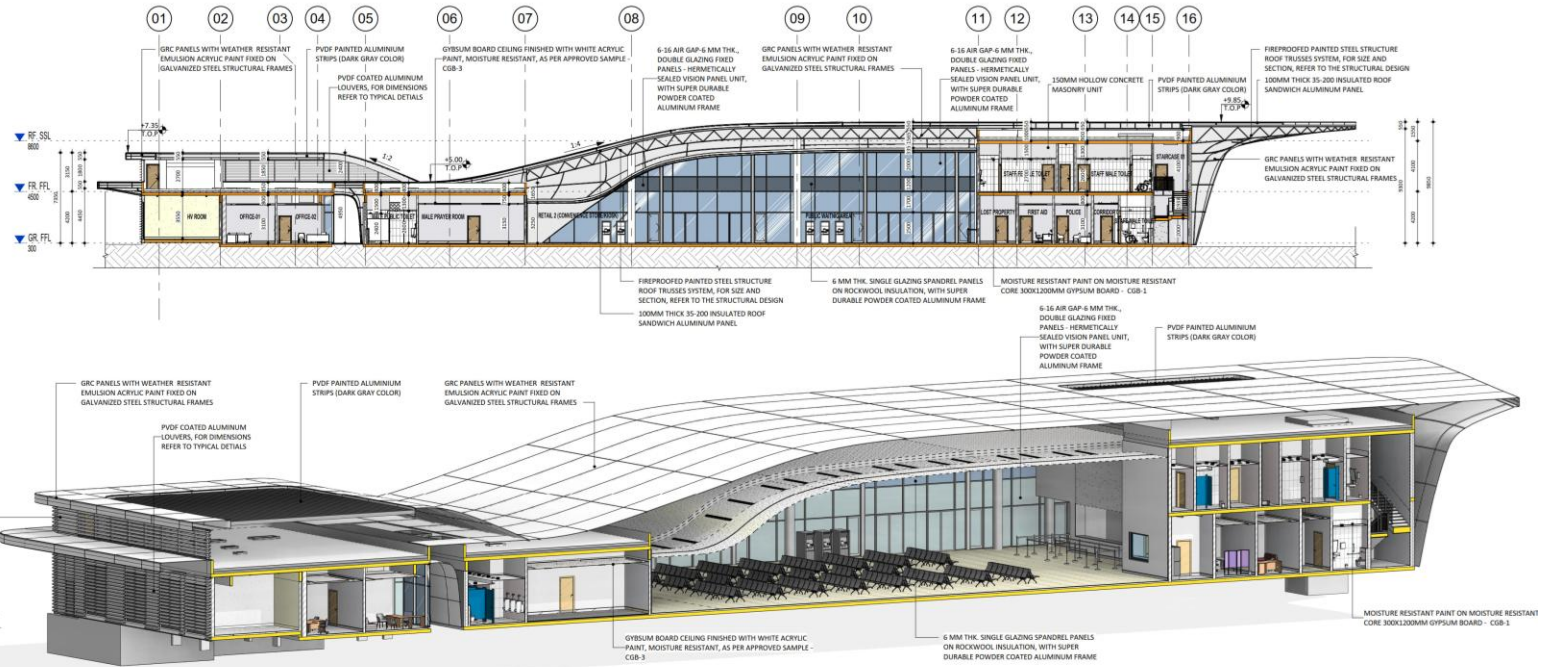 01 02 03 04 05 06 07 08 09 10 11 12 13 14 15 16
GRC PANELS WITH WEATHER RESISTANT
EMULSION ACRYLIC PAINT FIXED ON
GALVANIZED STEEL STRUCTURAL FRAMES
PVDF PAINTED ALUMINIUM
STRIPS (DARK GRAY COLOR)
PVDF COATED ALUMINUM
LOUVERS, FOR DIMENSIONS
REFER TO TYPICAL DETIALS
GYBSUM BOARD CEILING FINISHED WITH WHITE ACRYLIC
PAINT, MOISTURE RESISTANT, AS PER APPROVED SAMPLE -
CGB-3
6-16 AIR GAP-6 MM THK.,
DOUBLE GLAZING FIXED
PANELS - HERMETICALLY
SEALED VISION PANEL UNIT,
WITH SUPER DURABLE
POWDER COATED
ALUMINUM FRAME
GRC PANELS WITH WEATHER RESISTANT
EMULSION ACRYLIC PAINT FIXED ON
GALVANIZED STEEL STRUCTURAL FRAMES
6-16 AIR GAP-6 MM THK.,
DOUBLE GLAZING FIXED
PANELS - HERMETICALLY
SEALED VISION PANEL UNIT,
WITH SUPER DURABLE
POWDER COATED
ALUMINUM FRAME
150MM HOLLOW CONCRETE
MASONRY UNIT
PVDF PAINTED ALUMINIUM
STRIPS (DARK GRAY COLOR)
FIREPROOFED PAINTED STEEL STRUCTURE
ROOF TRUSSES SYSTEM, FOR SIZE AND
SECTION, REFER TO THE STRUCTURAL DESIGN
100MM THICK 35-200 INSULATED ROOF
SANDWICH ALUMINUM PANEL
+9.85
T.O.P
+7.35
T.O.P
+5.00
T.O.P
1:2
1:4
RF. SSL
8600
FR. FFL
4500
GR. FFL
300
GRC PANELS WITH WEATHER RESISTANT
EMULSION ACRYLIC PAINT FIXED ON
GALVANIZED STEEL STRUCTURAL FRAMES
STAFF MALE TOILET
STAIRCASE
HV ROOM
OFFICE-01
OFFICE-02
MALE PRAYER ROOM
RETAIL 2 (CONVENIENCE STORE/KIOSK)
PUBLIC WAITING AREA
LOST PROPERTY
FIRST AID
POLICE
CORRIDOR
FIREPROOFED PAINTED STEEL STRUCTURE
ROOF TRUSSES SYSTEM, FOR SIZE AND
SECTION, REFER TO THE STRUCTURAL DESIGN
100MM THICK 35-200 INSULATED ROOF
SANDWICH ALUMINUM PANEL
6 MM THK. SINGLE GLAZING SPANDREL PANELS
ON ROCKWOOL INSULATION, WITH SUPER
DURABLE POWDER COATED ALUMINUM FRAME
MOISTURE RESISTANT PAINT ON MOISTURE RESISTANT
CORE 300X1200MM GYPSUM BOARD - CGB-1
6-16 AIR GAP-6 MM THK.,
DOUBLE GLAZING FIXED
PANELS - HERMETICALLY
SEALED VISION PANEL UNIT,
WITH SUPER DURABLE
POWDER COATED
ALUMINUM FRAME
PVDF PAINTED ALUMINIUM
STRIPS (DARK GRAY COLOR)
GRC PANELS WITH WEATHER RESISTANT
EMULSION ACRYLIC PAINT FIXED ON
GALVANIZED STEEL STRUCTURAL FRAMES
PVDF PAINTED ALUMINIUM
STRIPS (DARK GRAY COLOR)
GRC PANELS WITH WEATHER RESISTANT
EMULSION ACRYLIC PAINT FIXED ON
GALVANIZED STEEL STRUCTURAL FRAMES
PVDF COATED ALUMINUM
LOUVERS, FOR DIMENSIONS
REFER TO TYPICAL DETIALS
GYBSUM BOARD CEILING FINISHED WITH WHITE ACRYLIC
PAINT, MOISTURE RESISTANT, AS PER APPROVED SAMPLE -
CGB-3
6 MM THK. SINGLE GLAZING SPANDREL PANELS
ON ROCKWOOL INSULATION, WITH SUPER
DURABLE POWDER COATED ALUMINUM FRAME
MOISTURE RESISTANT PAINT ON MOISTURE RESISTANT
CORE 300X1200MM GYPSUM BOARD - CGB-1